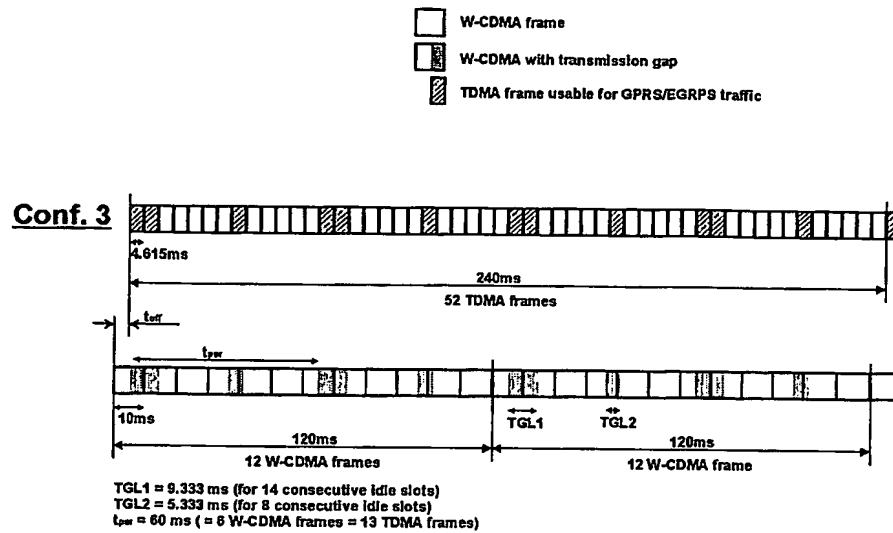 W-CDMA frame
W-CDMA with transmission gap
TDMA frame usable for GPRS/EGRPS traffic
Conf. 3
4.615ms
240ms
52 TDMA frames
toff
tper
10ms
TGL1
TGL2
120ms
120ms
12 W-CDMA frames
12 W-CDMA frame
TGL1 = 9.333 ms (for 14 consecutive idle slots)
TGL2 = 5.333 ms (for 8 consecutive idle slots)
tper = 60 ms ( = 6 W-CDMA frames = 13 TDMA frames)